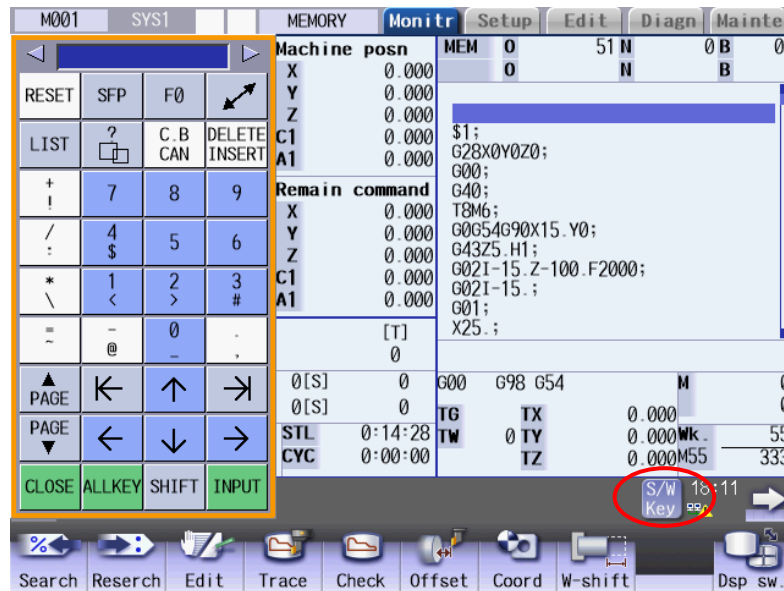 M001 SYS1 MEMORY Monitr Setup Edit Diagn Mainte
Machine posn
X 0.000
Y 0.000
Z 0.000
C1 0.000
A1 0.000
Remain command
X 0.000
Y 0.000
Z 0.000
C1 0.000
A1 0.000
[T]
0
0[S] 0
0[S] 0
STL 0:14:28
CYC 0:00:00
MEM O 51 N 0 B 0
O N B
$1;
G28X0Y0Z0;
G00;
G40;
T8M6;
G0G54G90X15.Y0;
G43Z5.H1;
G02I-15.Z-100.F2000;
G02I-15.;
G01;
X25.;
G00 G98 G54 M 0
TG TX 0.000
TW 0 TY 0.000 Wk. 55
TZ 0.000 M55 333
RESET SFP F0
LIST ? C.B CAN DELETE INSERT
+ ! 7 8 9
/ : 4 $ 5 6
* \ 1 < 2 > 3 #
= ~ - @ 0 _ . ,
PAGE
PAGE
CLOSE ALLKEY SHIFT INPUT
S/W Key 18:11
Search Reserch Edit Trace Check Offset Coord W-shift Dsp sw.